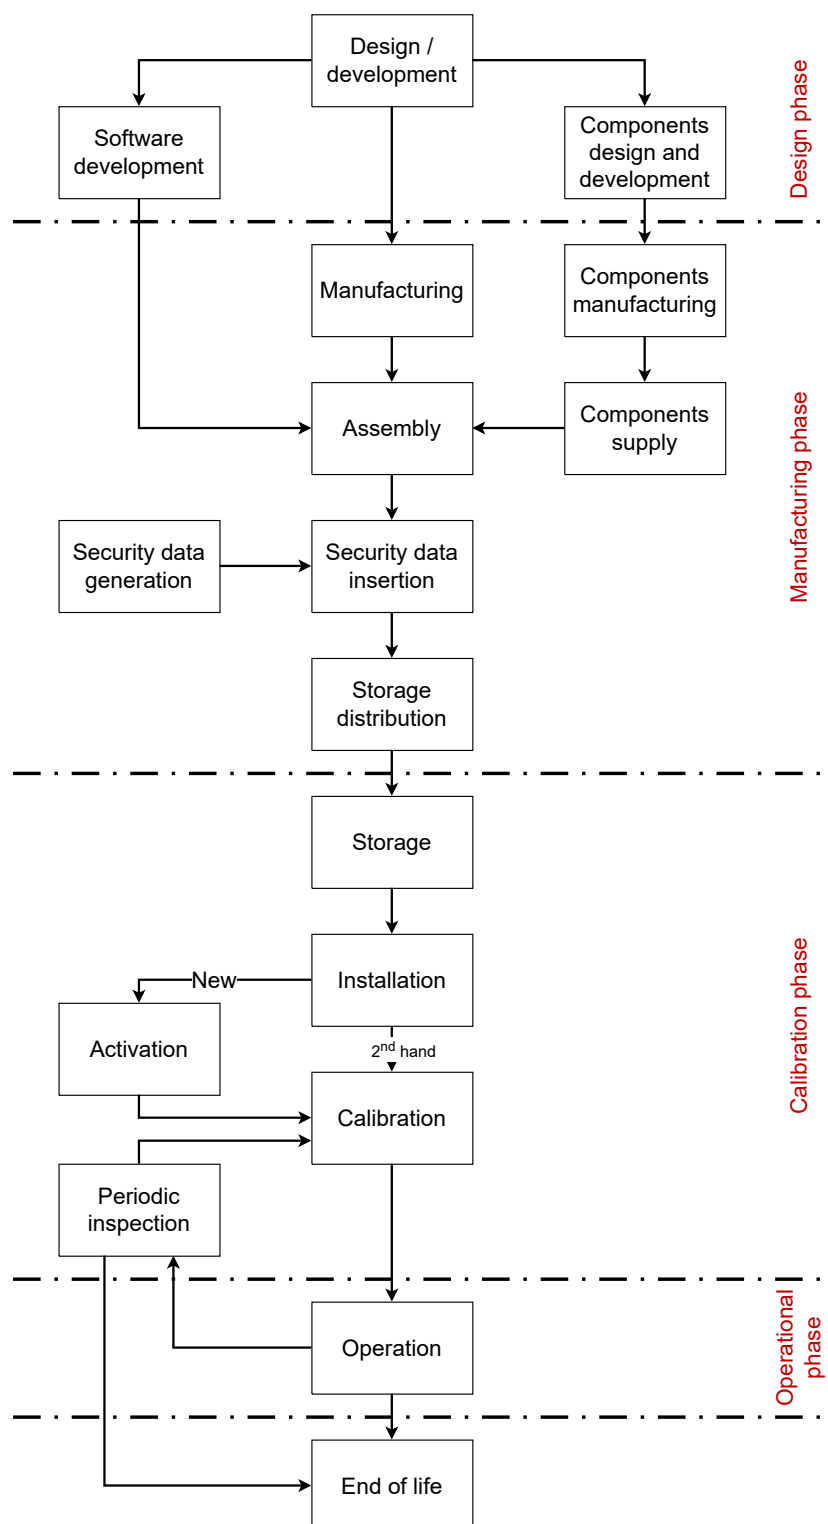 Design /
development
Software
development
Components
design and
development
Design phase
Manufacturing
Components
manufacturing
Assembly
Components
supply
Manufacturing phase
Security data
generation
Security data
insertion
Storage
distribution
Storage
Installation
New
Activation
2nd hand
Calibration
Calibration phase
Periodic
inspection
Operation
Operational
phase
End of life